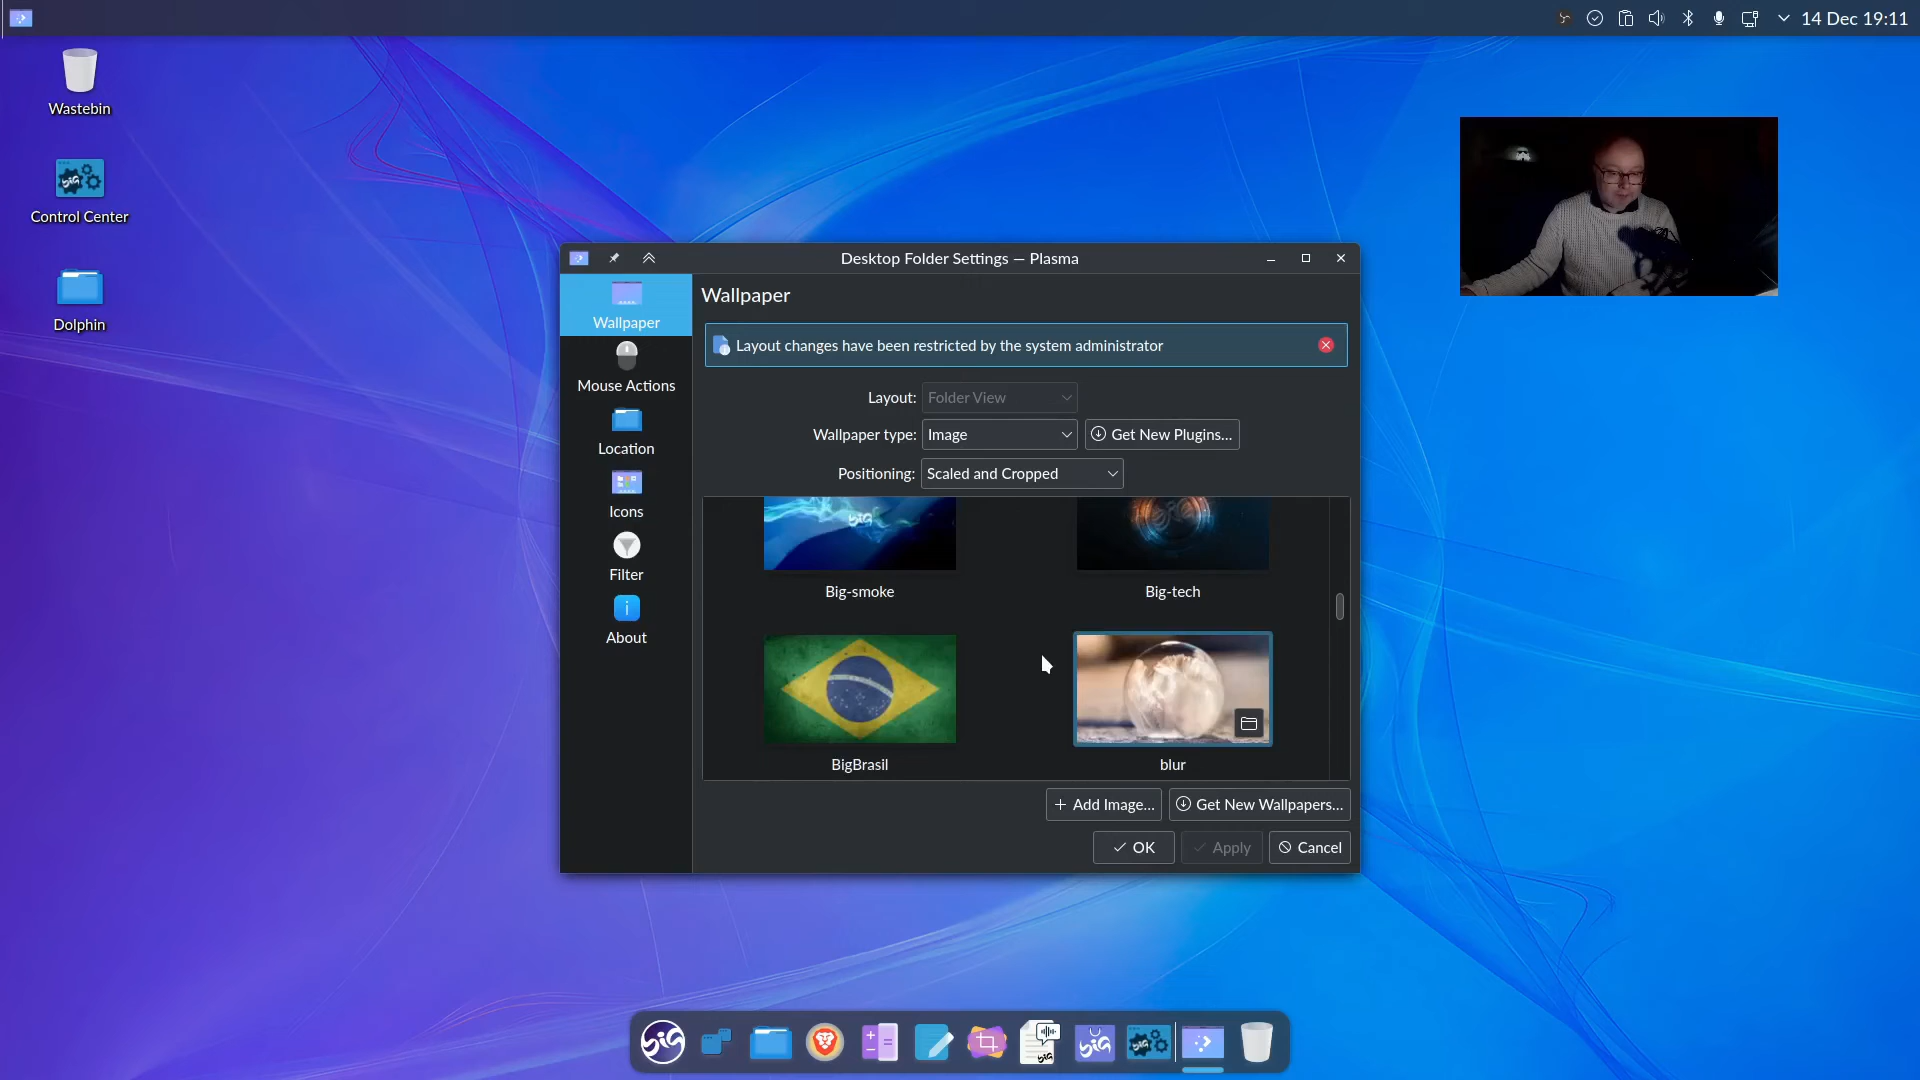 14 Dec 19:11
Wastebin
Control Center
Dolphin
Desktop Folder Settings — Plasma
Wallpaper
Mouse Actions
Location
Icons
Filter
About
Wallpaper
Layout changes have been restricted by the system administrator
Layout: Folder View
Wallpaper type: Image Get New Plugins...
Positioning: Scaled and Cropped
Big-smoke
Big-tech
BigBrasil
blur
Add Image...
Get New Wallpapers...
OK
Apply
Cancel